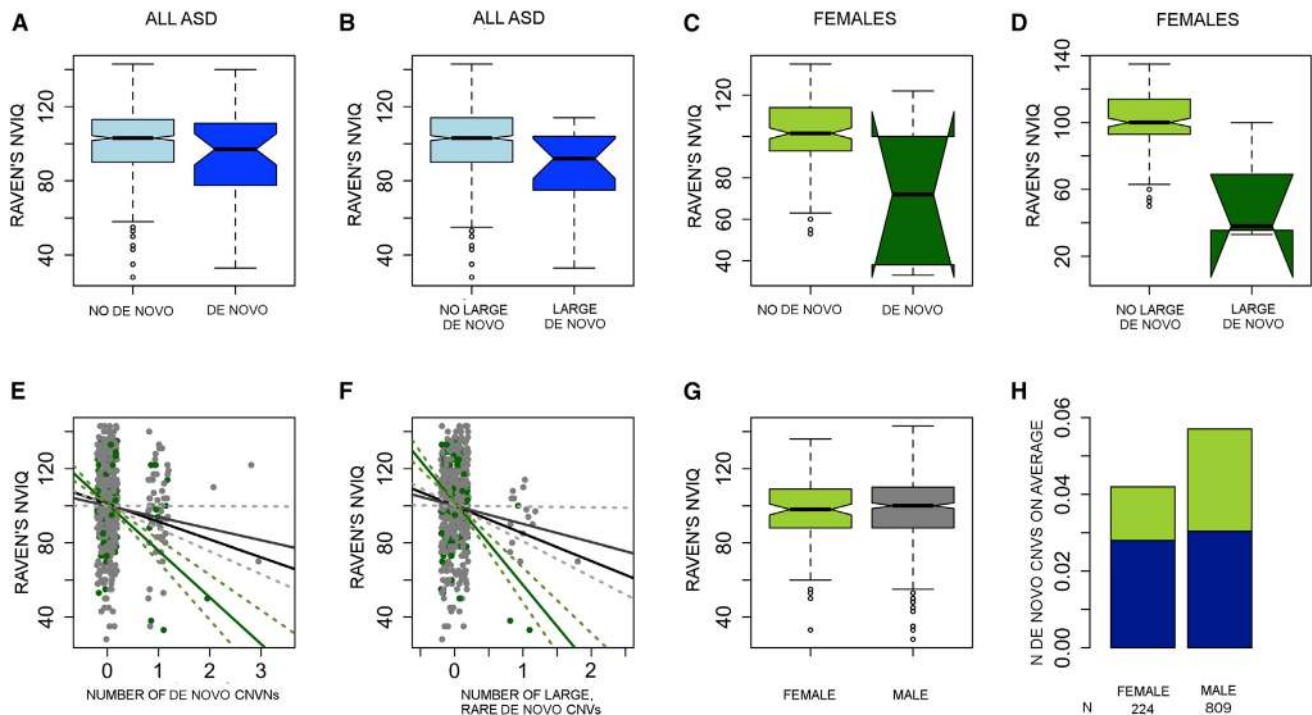 A
ALL ASD
RAVEN'S NVIQ
40
80
120
NO DE NOVO
DE NOVO
B
ALL ASD
RAVEN'S NVIQ
40
80
120
NO LARGE
DE NOVO
LARGE
DE NOVO
C
FEMALES
RAVEN'S NVIQ
40
60
80
120
NO DE NOVO
DE NOVO
D
FEMALES
RAVEN'S NVIQ
20
60
100
140
NO LARGE
DE NOVO
LARGE
DE NOVO
E
RAVEN'S NVIQ
40
80
120
0 1 2 3
NUMBER OF DE NOVO CNVNs
F
RAVEN'S NVIQ
40
80
120
0 1 2
NUMBER OF LARGE,
RARE DE NOVO CNVs
G
RAVEN'S NVIQ
40
80
120
FEMALE
MALE
H
N DE NOVO CNVS ON AVERAGE
0.00
0.02
0.04
0.06
FEMALE
MALE
N 224 809